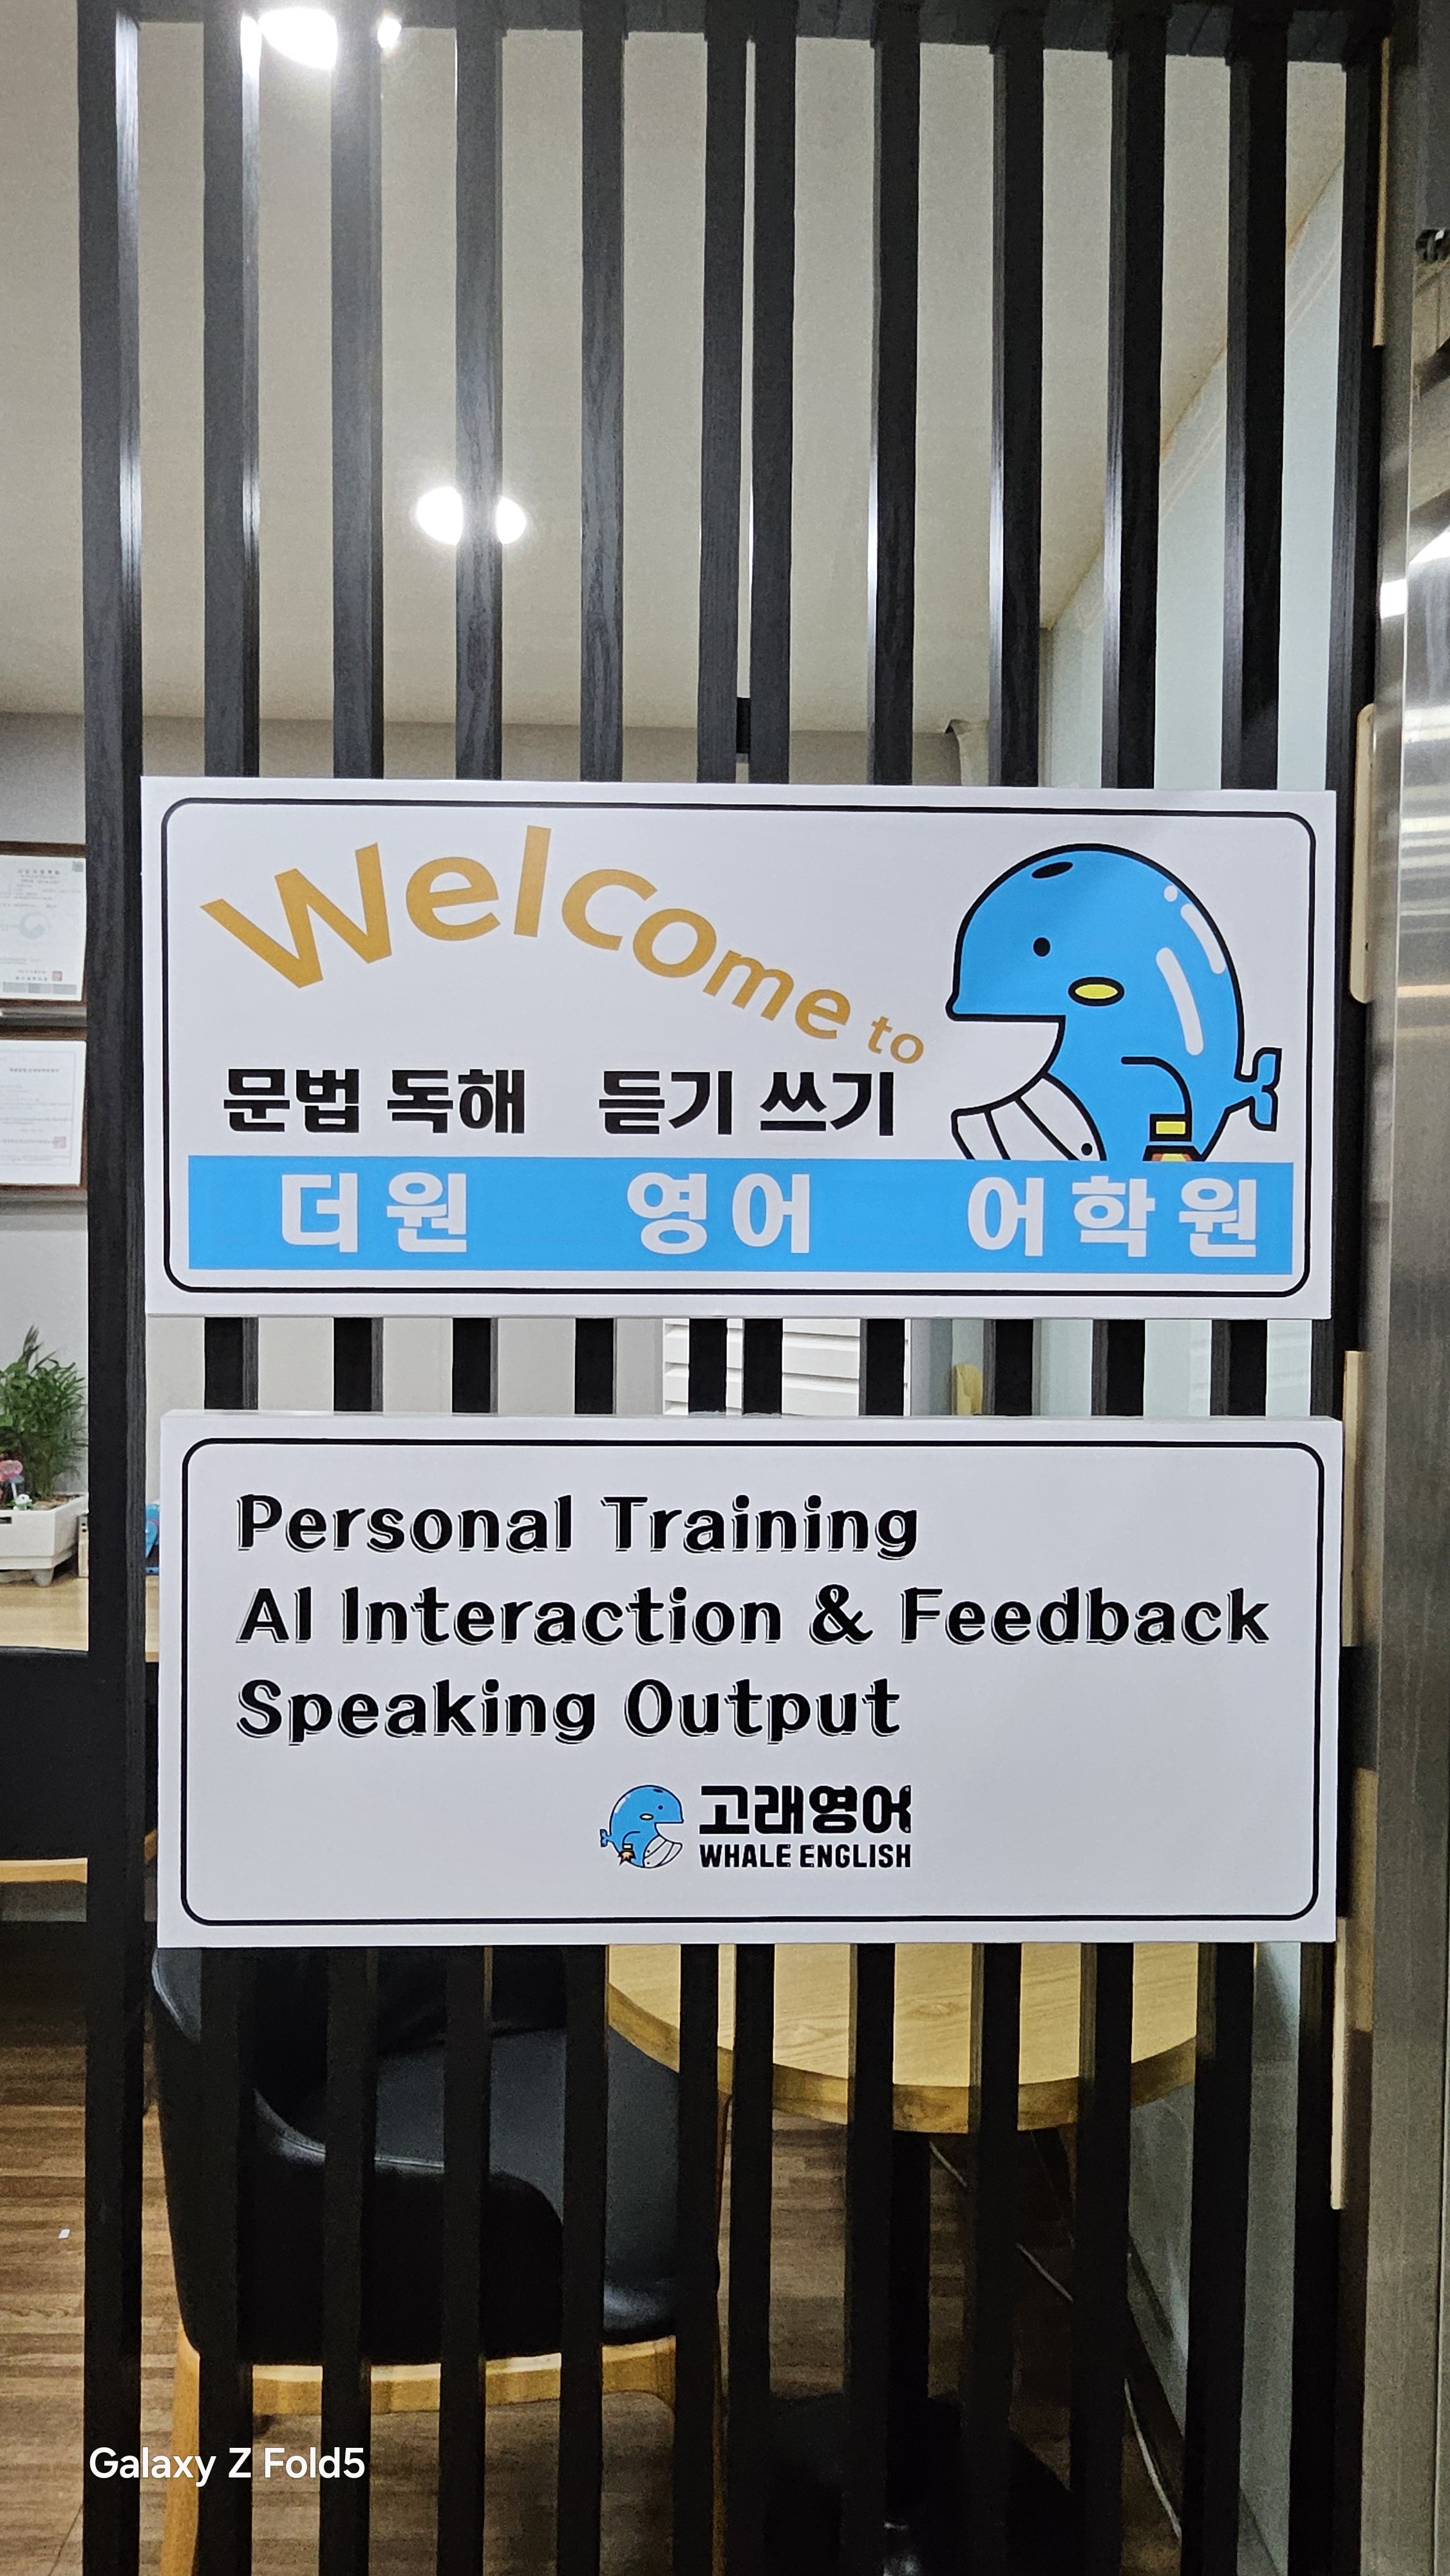 Welcome to
문법 독해 듣기 쓰기
더원 영어 어학원
Personal Training
AI Interaction & Feedback
Speaking Output
고래영어
WHALE ENGLISH
Galaxy Z Fold5